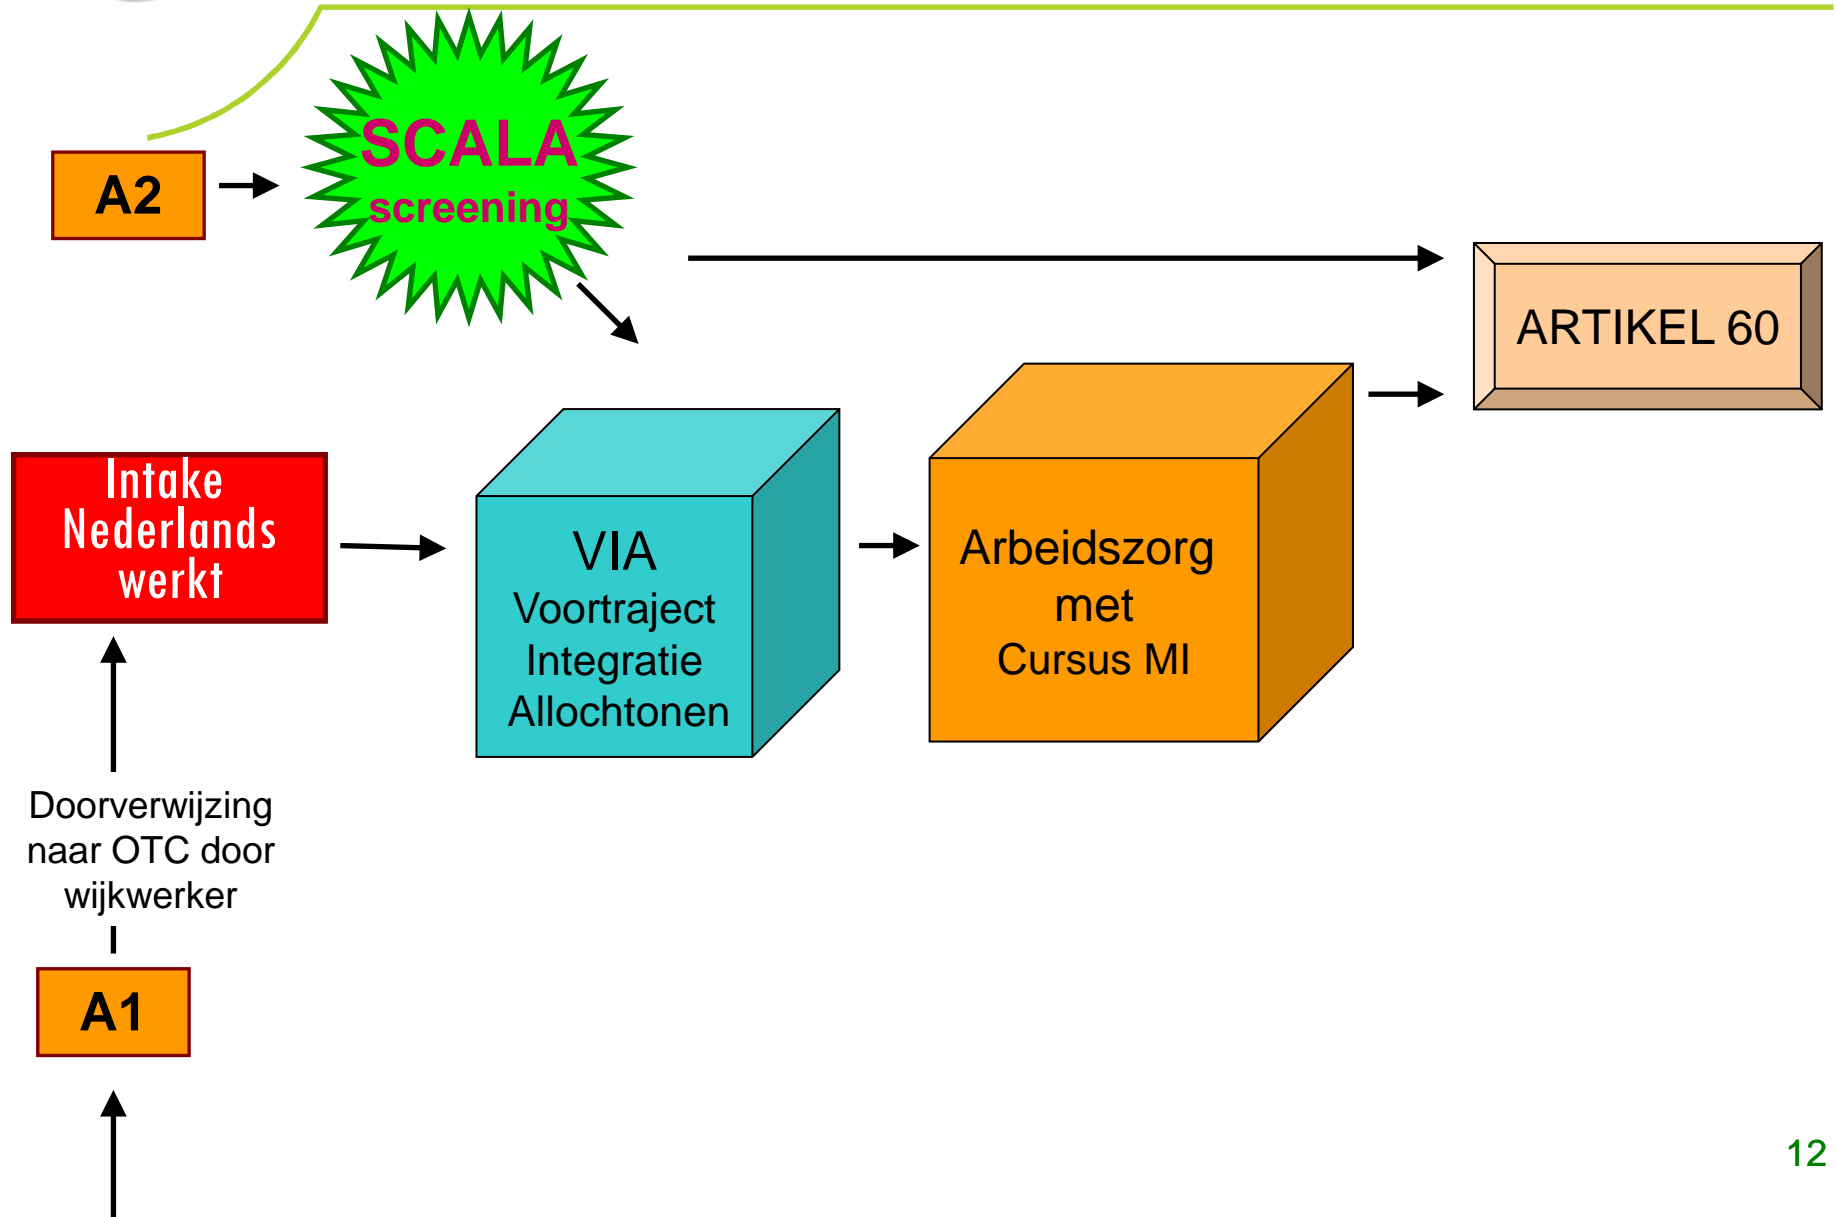 SCALA
screening
A2
ARTIKEL 60
Intake
Nederlands
werkt
VIA
Voortraject
Integratie
Allochtonen
Arbeidszorg
met
Cursus MI
Doorverwijzing
naar OTC door
wijkwerker
A1
12